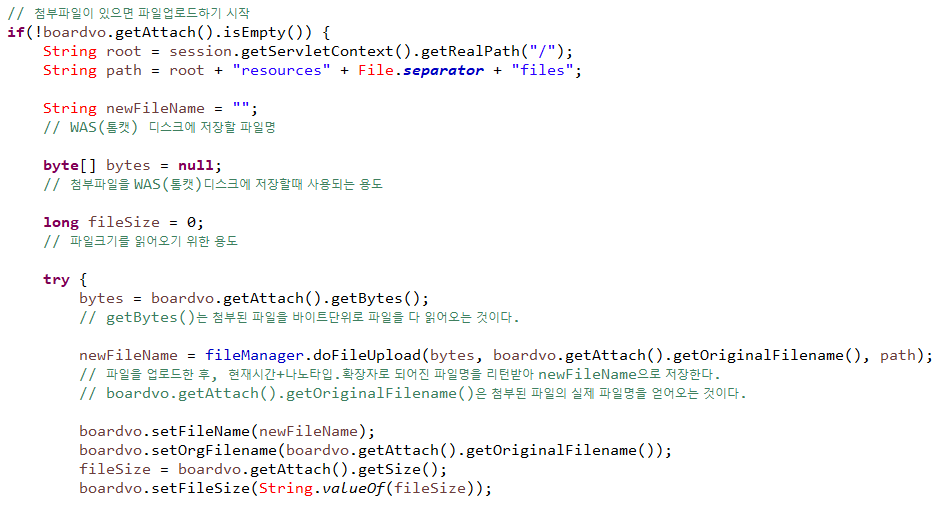 // 첨부파일이 있으면 파일업로드하기 시작
if(!boardvo.getAttach().isEmpty()) {
String root = session.getServletContext().getRealPath("/");
String path = root + "resources" + File.separator + "files";
String newFileName = "";
// WAS(톰캣) 디스크에 저장할 파일명
byte[] bytes = null;
// 첨부파일을 WAS(톰캣)디스크에 저장할때 사용되는 용도
long fileSize = 0;
// 파일크기를 읽어오기 위한 용도
try {
bytes = boardvo.getAttach().getBytes();
// getBytes()는 첨부된 파일을 바이트단위로 파일을 다 읽어오는 것이다.
newFileName = fileManager.doFileUpload(bytes, boardvo.getAttach().getOriginalFilename(), path);
// 파일을 업로드한 후, 현재시간+나노타임.확장자로 되어진 파일명을 리턴받아 newFileName으로 저장한다.
// boardvo.getAttach().getOriginalFilename()은 첨부된 파일의 실제 파일명을 얻어오는 것이다.
boardvo.setFileName(newFileName);
boardvo.setOrgFilename(boardvo.getAttach().getOriginalFilename());
fileSize = boardvo.getAttach().getSize();
boardvo.setFileSize(String.valueOf(fileSize));